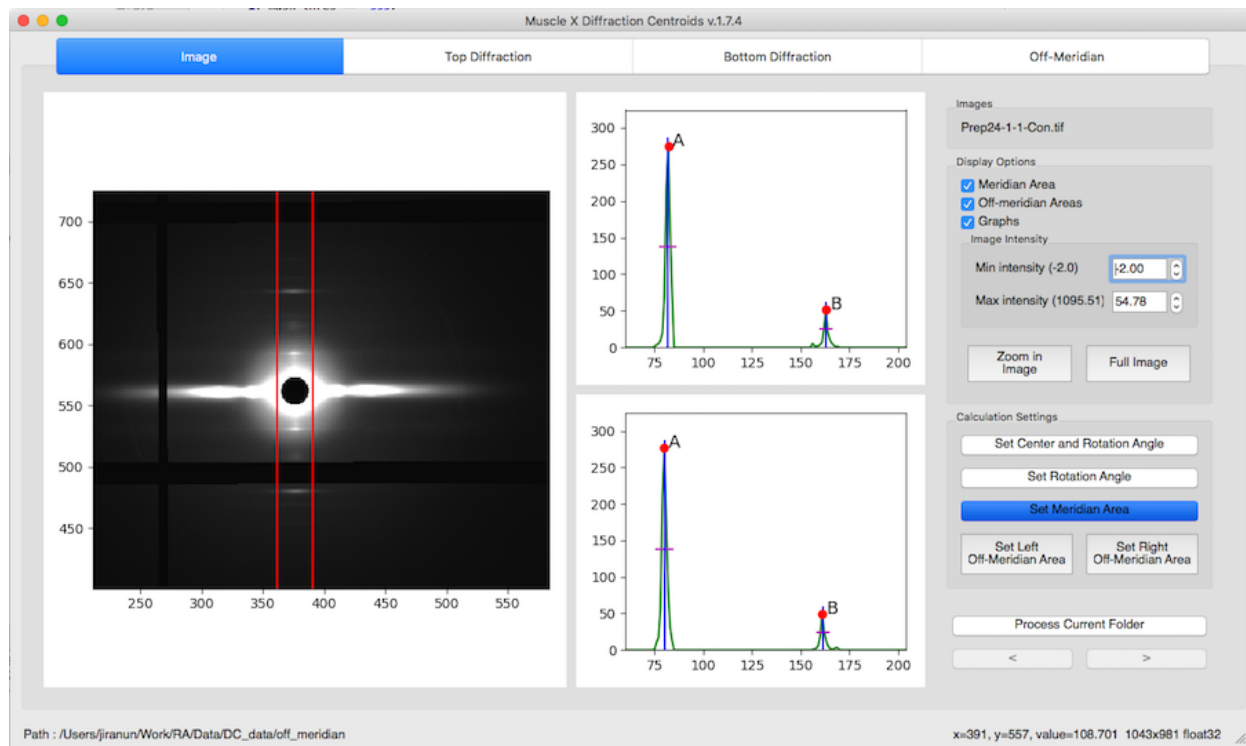 Muscle X Diffraction Centroids v.1.7.4
Image
Top Diffraction
Bottom Diffraction
Off-Meridian
700
650
600
550
500
450
250 300 350 400 450 500 550
A
B
300
250
200
150
100
50
0
75 100 125 150 175 200
A
B
300
250
200
150
100
50
0
75 100 125 150 175 200
Images
Prep24-1-1-Con.tif
Display Options
Meridian Area
Off-meridian Areas
Graphs
Image Intensity
Min intensity (-2.0) -2.00
Max intensity (1095.51) 54.78
Zoom in
Image
Full Image
Calculation Settings
Set Center and Rotation Angle
Set Rotation Angle
Set Meridian Area
Set Left
Off-Meridian Area
Set Right
Off-Meridian Area
Process Current Folder
< >
Path : /Users/jiranun/Work/RA/Data/DC_data/off_meridian
x=391, y=557, value=108.701 1043x981 float32